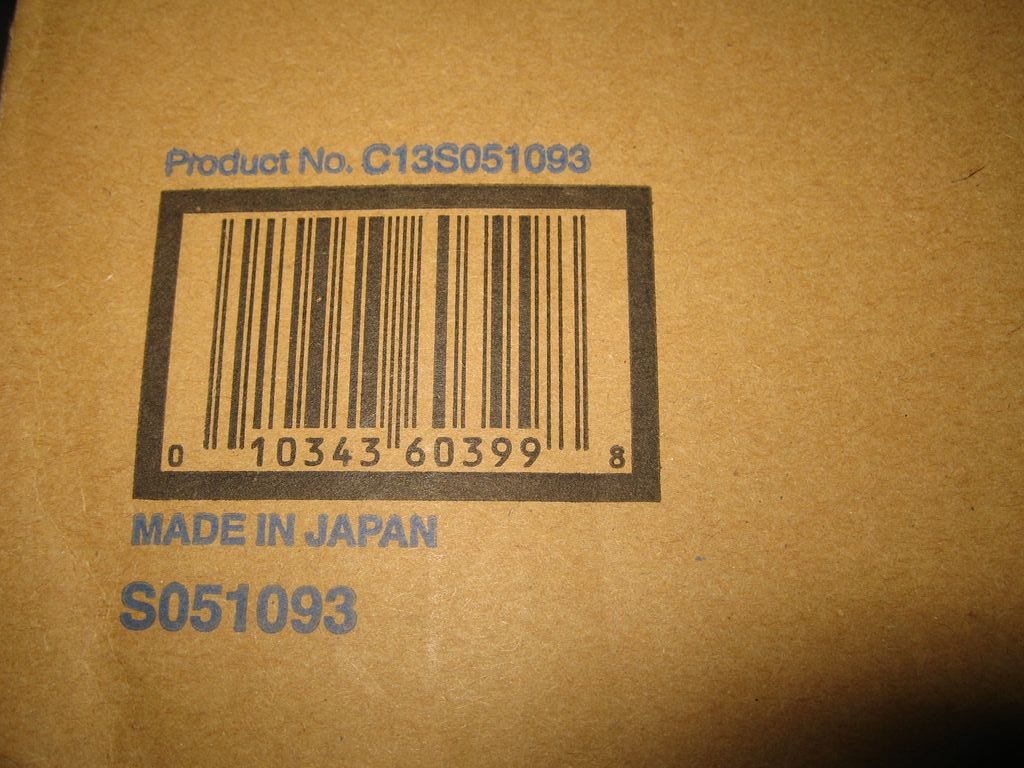 Product No. C13S051093
0 10343 60399 8
MADE IN JAPAN
S051093